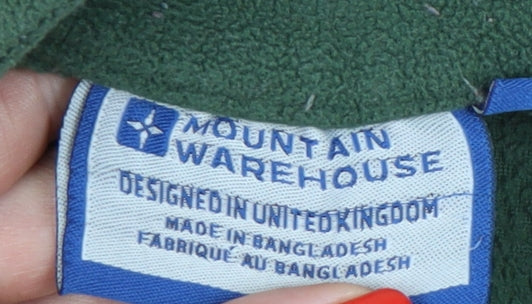 MOUNTAIN
WAREHOUSE
DESIGNED IN UNITED KINGDOM
MADE IN BANGLADESH
FABRIQUÉ AU BANGLADESH